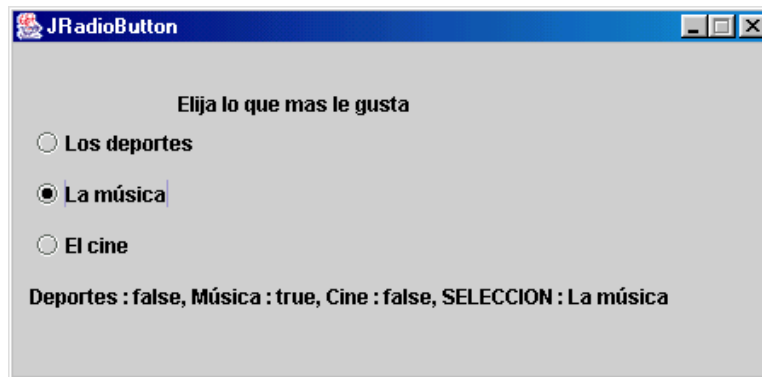 JRadioButton
Elija lo que mas le gusta
Los deportes
La música
El cine
Deportes : false, Música : true, Cine : false, SELECCION : La música